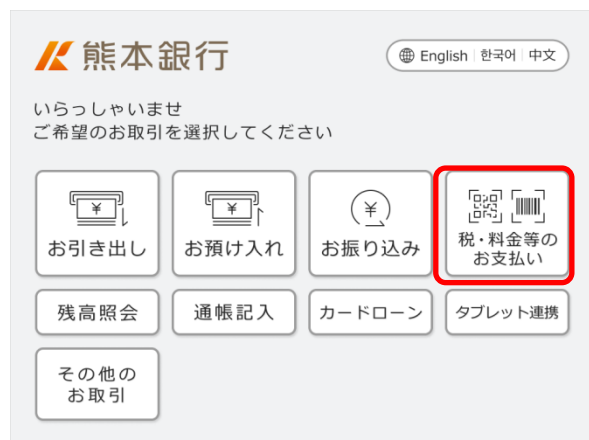 熊本銀行
English 한국어 中文
いらっしゃいませ
ご希望のお取引を選択してください
¥
お引き出し
¥
お預け入れ
¥
お振り込み
税・料金等の
お支払い
残高照会
通帳記入
カードローン
タブレット連携
その他の
お取引